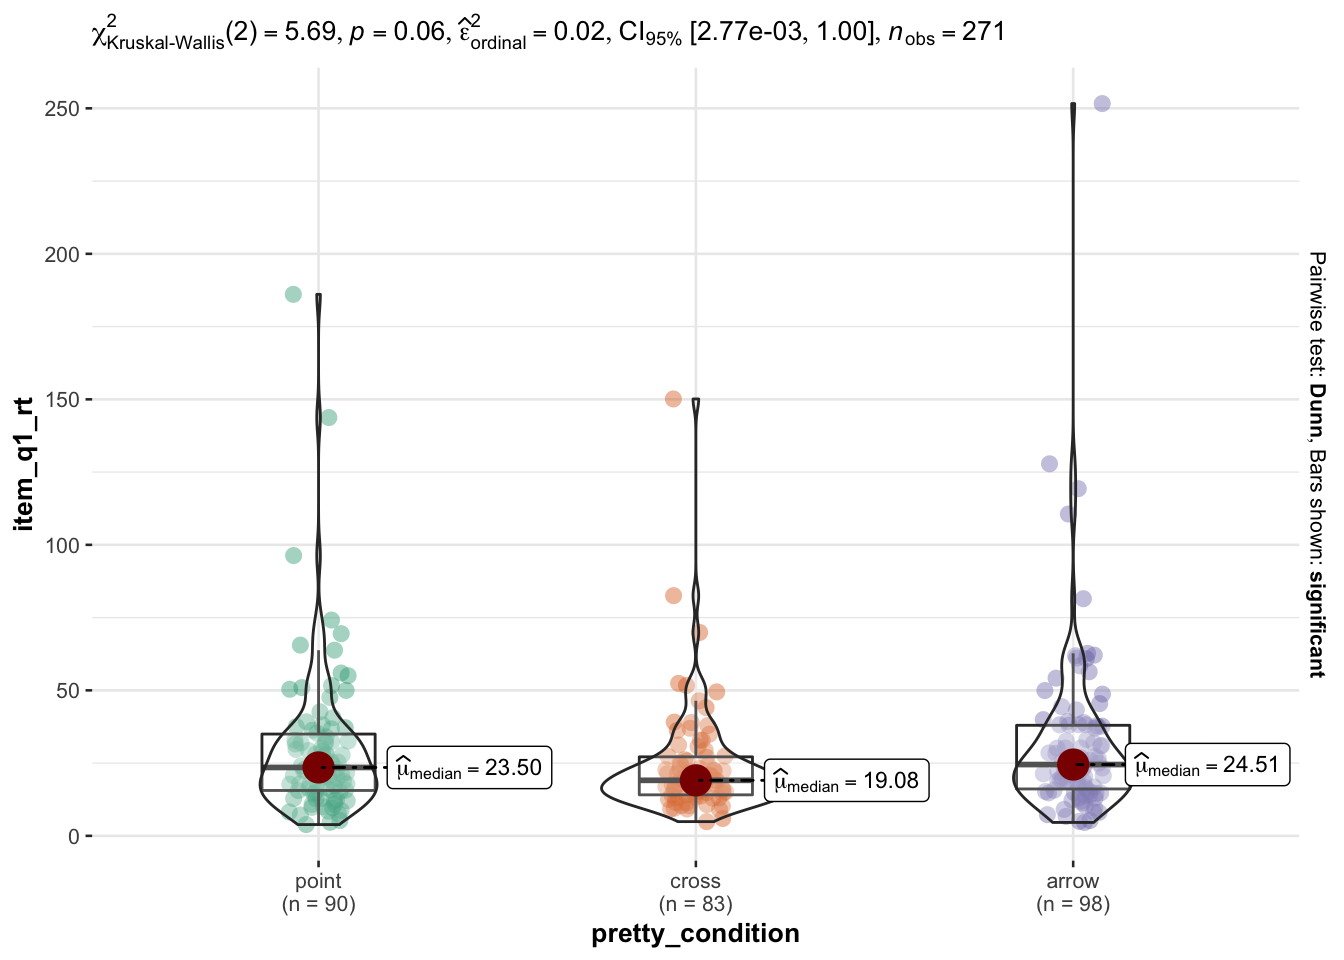 χ²Kruskal-Wallis(2) = 5.69, p = 0.06, ε̂²ordinal = 0.02, CI95% [2.77e-03, 1.00], nobs = 271
250
200
150
100
50
0
item_q1_rt
μ̂median = 23.50
μ̂median = 19.08
μ̂median = 24.51
point
(n = 90)
cross
(n = 83)
arrow
(n = 98)
pretty_condition
Pairwise test: Dunn, Bars shown: significant